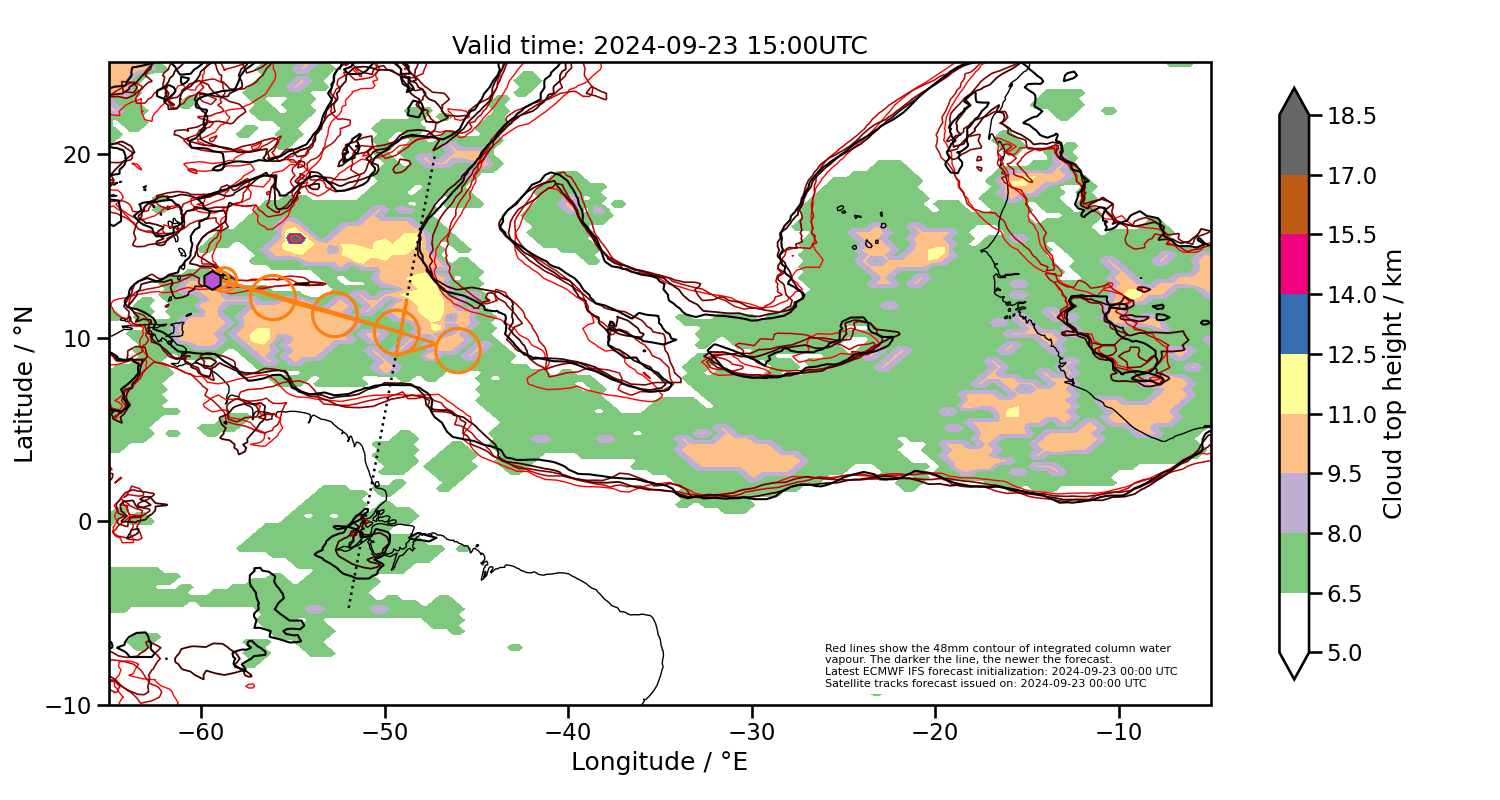 Valid time: 2024-09-23 15:00UTC
20
10
0
−10
Latitude / °N
−60
−50
−40
−30
−20
−10
Longitude / °E
Red lines show the 48mm contour of integrated column water
vapour. The darker the line, the newer the forecast.
Latest ECMWF IFS forecast initialization: 2024-09-23 00:00 UTC
Satellite tracks forecast issued on: 2024-09-23 00:00 UTC
18.5
17.0
15.5
14.0
12.5
11.0
9.5
8.0
6.5
5.0
Cloud top height / km